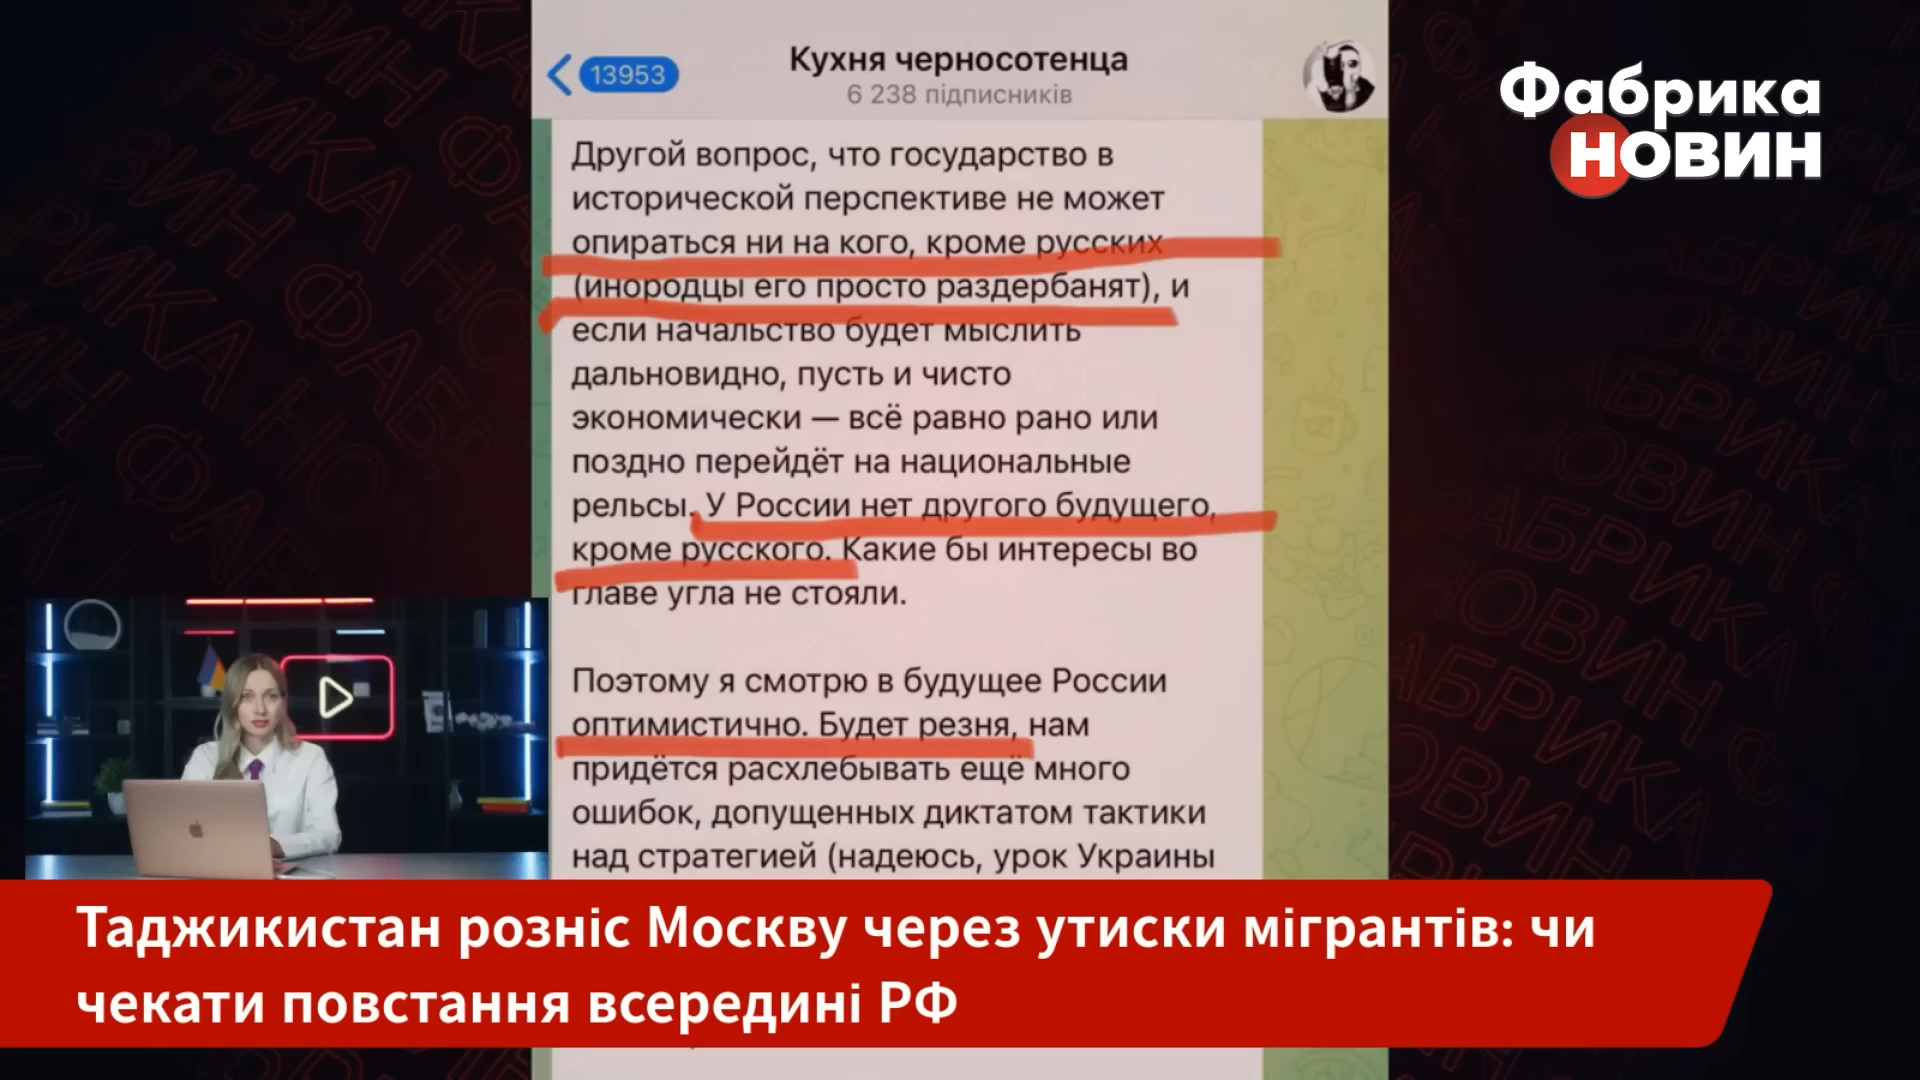 13953
Кухня черносотенца
6 238 підписників
Фабрика
новин
Другой вопрос, что государство в
исторической перспективе не может
опираться ни на кого, кроме русских
(инородцы его просто раздербанят), и
если начальство будет мыслить
дальновидно, пусть и чисто
экономически — всё равно рано или
поздно перейдёт на национальные
рельсы. У России нет другого будущего,
кроме русского. Какие бы интересы во
главе угла не стояли.
Поэтому я смотрю в будущее России
оптимистично. Будет резня, нам
придётся расхлебывать ещё много
ошибок, допущенных диктатом тактики
над стратегией (надеюсь, урок Украины
Таджикистан розніс Москву через утиски мігрантів: чи
чекати повстання всередині РФ